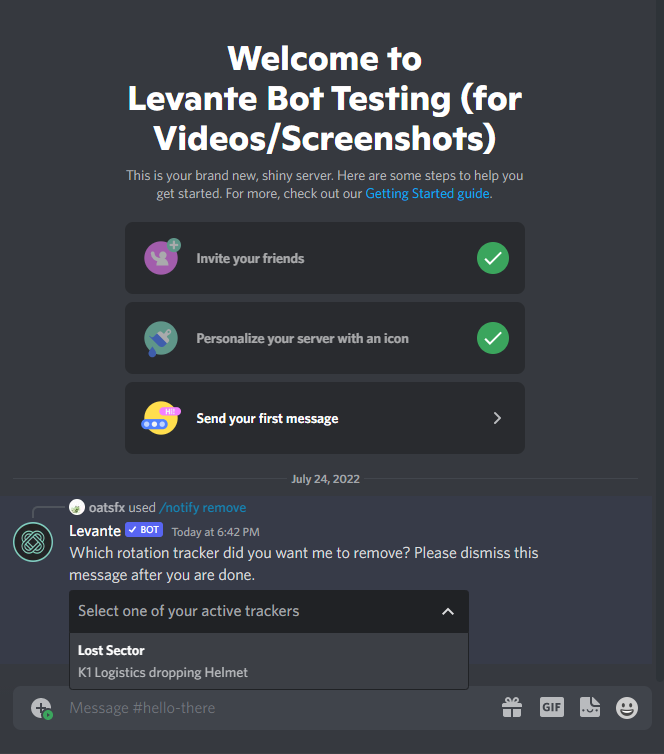 Welcome to
Levante Bot Testing (for
Videos/Screenshots)
This is your brand new, shiny server. Here are some steps to help you
get started. For more, check out our Getting Started guide.
Invite your friends
Personalize your server with an icon
HI!
Send your first message
July 24, 2022
oatsfx used /notify remove
Levante ✓ BOT Today at 6:42 PM
Which rotation tracker did you want me to remove? Please dismiss this
message after you are done.
Select one of your active trackers
Lost Sector
K1 Logistics dropping Helmet
Message #hello-there
GIF